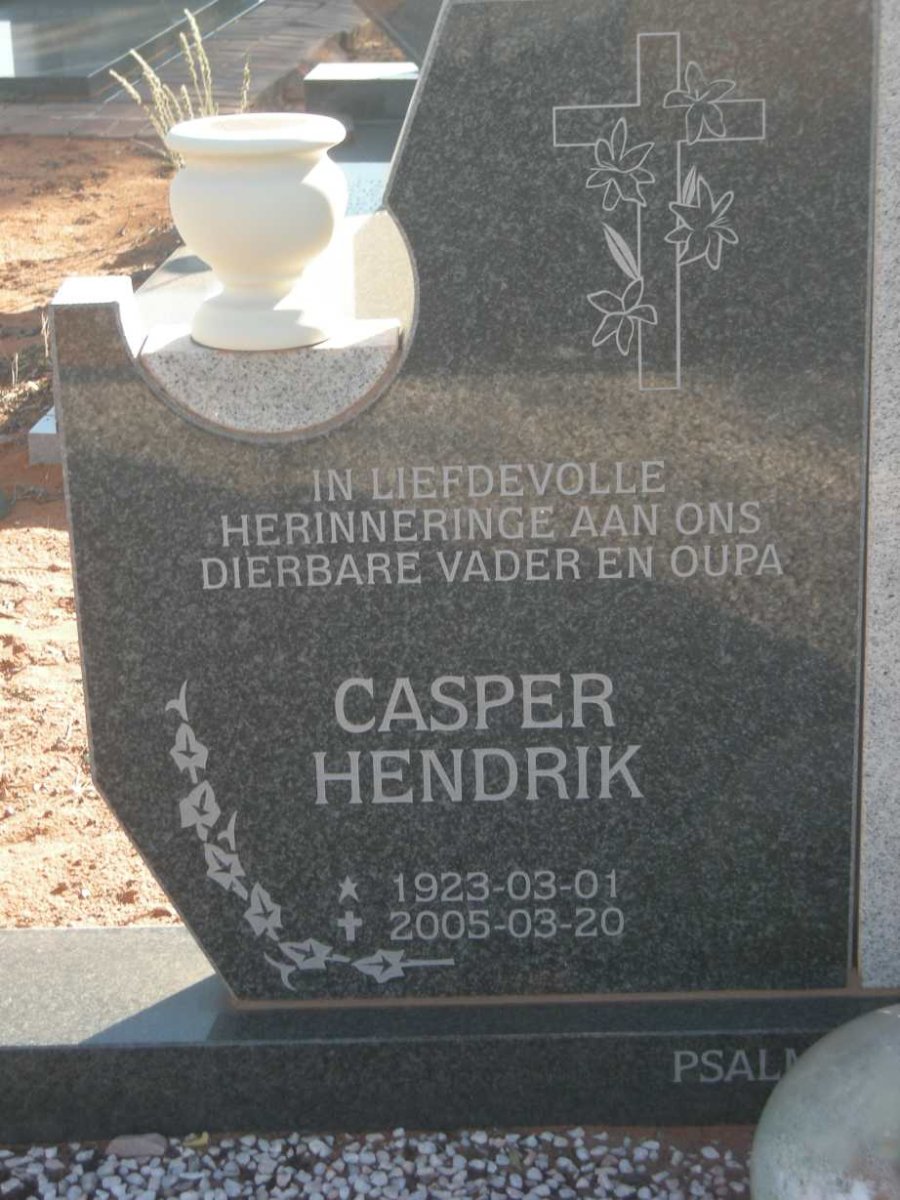 IN LIEFDEVOLLE
HERINNERINGE AAN ONS
DIERBARE VADER EN OUPA
CASPER
HENDRIK
1923-03-01
2005-03-20